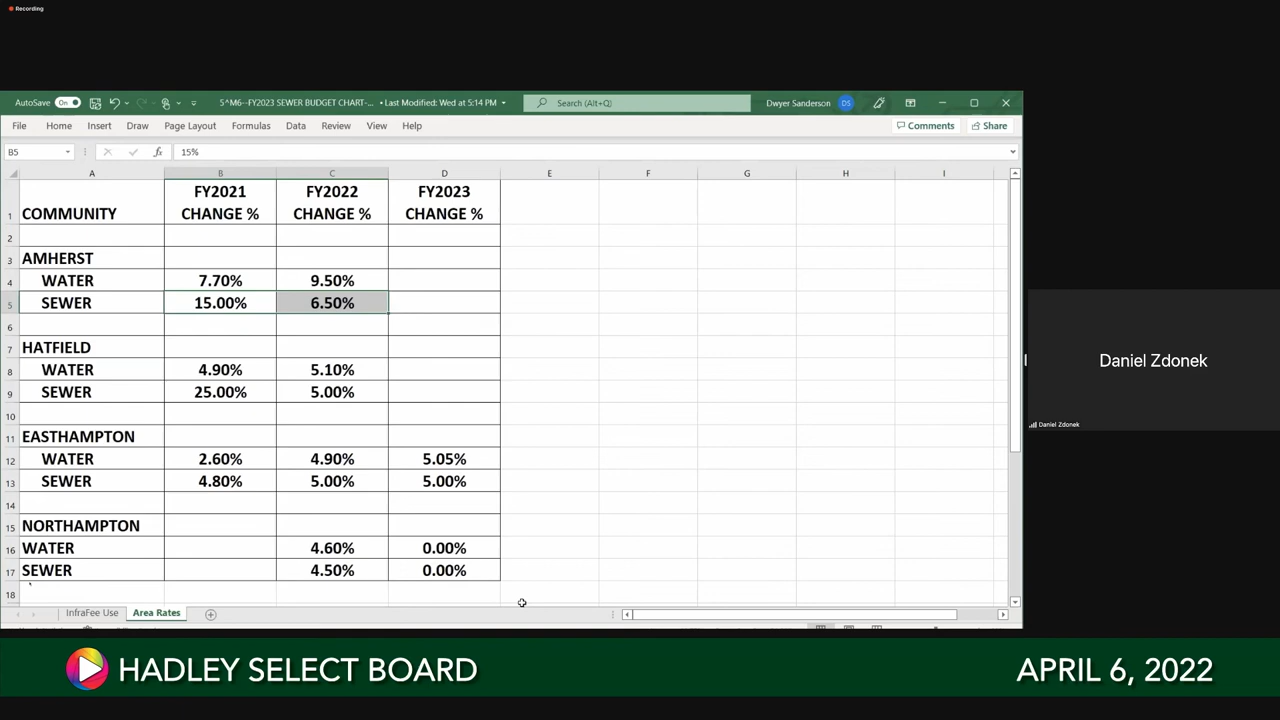 Recording
AutoSave On 5^M6--FY2023 SEWER BUDGET CHART-... • Last Modified: Wed at 5:14 PM Search (Alt+Q) Dwyer Sanderson DS
File Home Insert Draw Page Layout Formulas Data Review View Help Comments Share
B5 fx 15%
A B C D E F G H I
FY2021 FY2022 FY2023
1 COMMUNITY CHANGE % CHANGE % CHANGE %
2
3 AMHERST
4 WATER 7.70% 9.50%
5 SEWER 15.00% 6.50%
6
7 HATFIELD
8 WATER 4.90% 5.10%
9 SEWER 25.00% 5.00%
10
11 EASTHAMPTON
12 WATER 2.60% 4.90% 5.05%
13 SEWER 4.80% 5.00% 5.00%
14
15 NORTHAMPTON
16 WATER 4.60% 0.00%
17 SEWER 4.50% 0.00%
18
InfraFee Use Area Rates
Daniel Zdonek
Daniel Zdonek
HADLEY SELECT BOARD APRIL 6, 2022